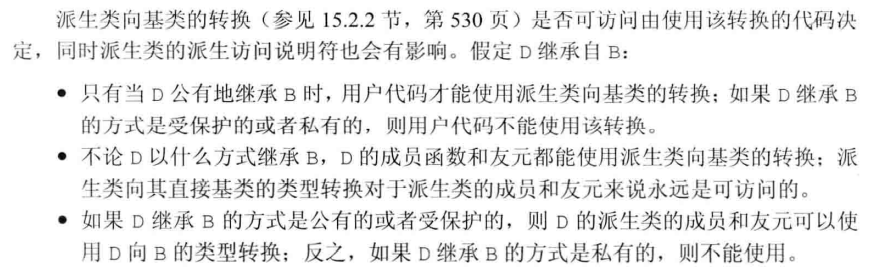 派生类向基类的转换（参见 15.2.2 节，第 530 页）是否可访问由使用该转换的代码决
定，同时派生类的派生访问说明符也会有影响。假定 D 继承自 B：
• 只有当 D 公有地继承 B 时，用户代码才能使用派生类向基类的转换；如果 D 继承 B
的方式是受保护的或者私有的，则用户代码不能使用该转换。
• 不论 D 以什么方式继承 B，D 的成员函数和友元都能使用派生类向基类的转换；派
生类向其直接基类的类型转换对于派生类的成员和友元来说永远是可访问的。
• 如果 D 继承 B 的方式是公有的或者受保护的，则 D 的派生类的成员和友元可以使
用 D 向 B 的类型转换；反之，如果 D 继承 B 的方式是私有的，则不能使用。